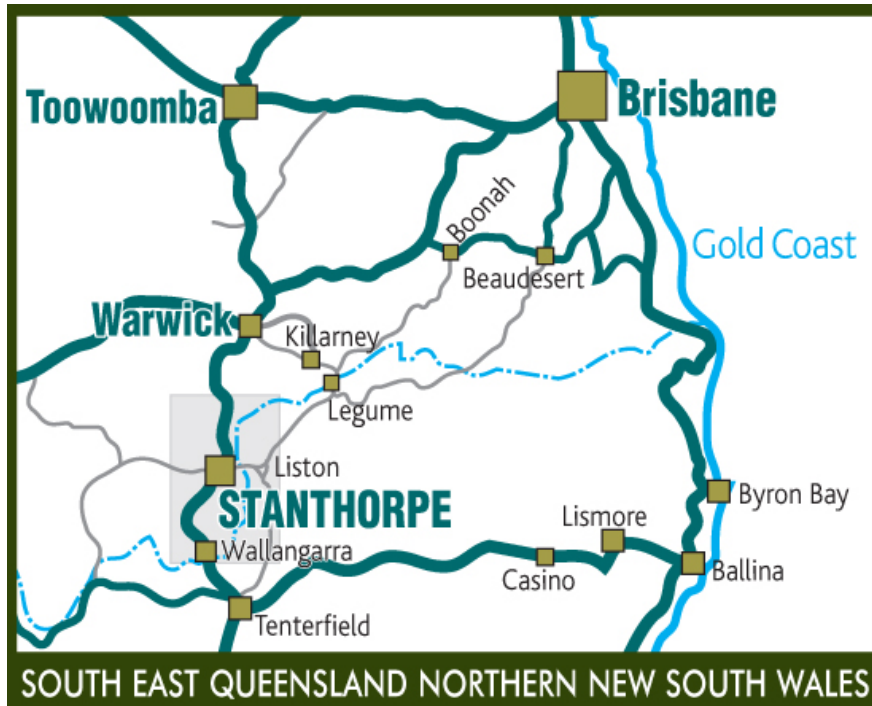 Toowoomba
Brisbane
Boonah
Gold Coast
Beaudesert
Warwick
Killarney
Legume
Liston
STANTHORPE
Byron Bay
Lismore
Wallangarra
Casino
Ballina
Tenterfield
SOUTH EAST QUEENSLAND NORTHERN NEW SOUTH WALES